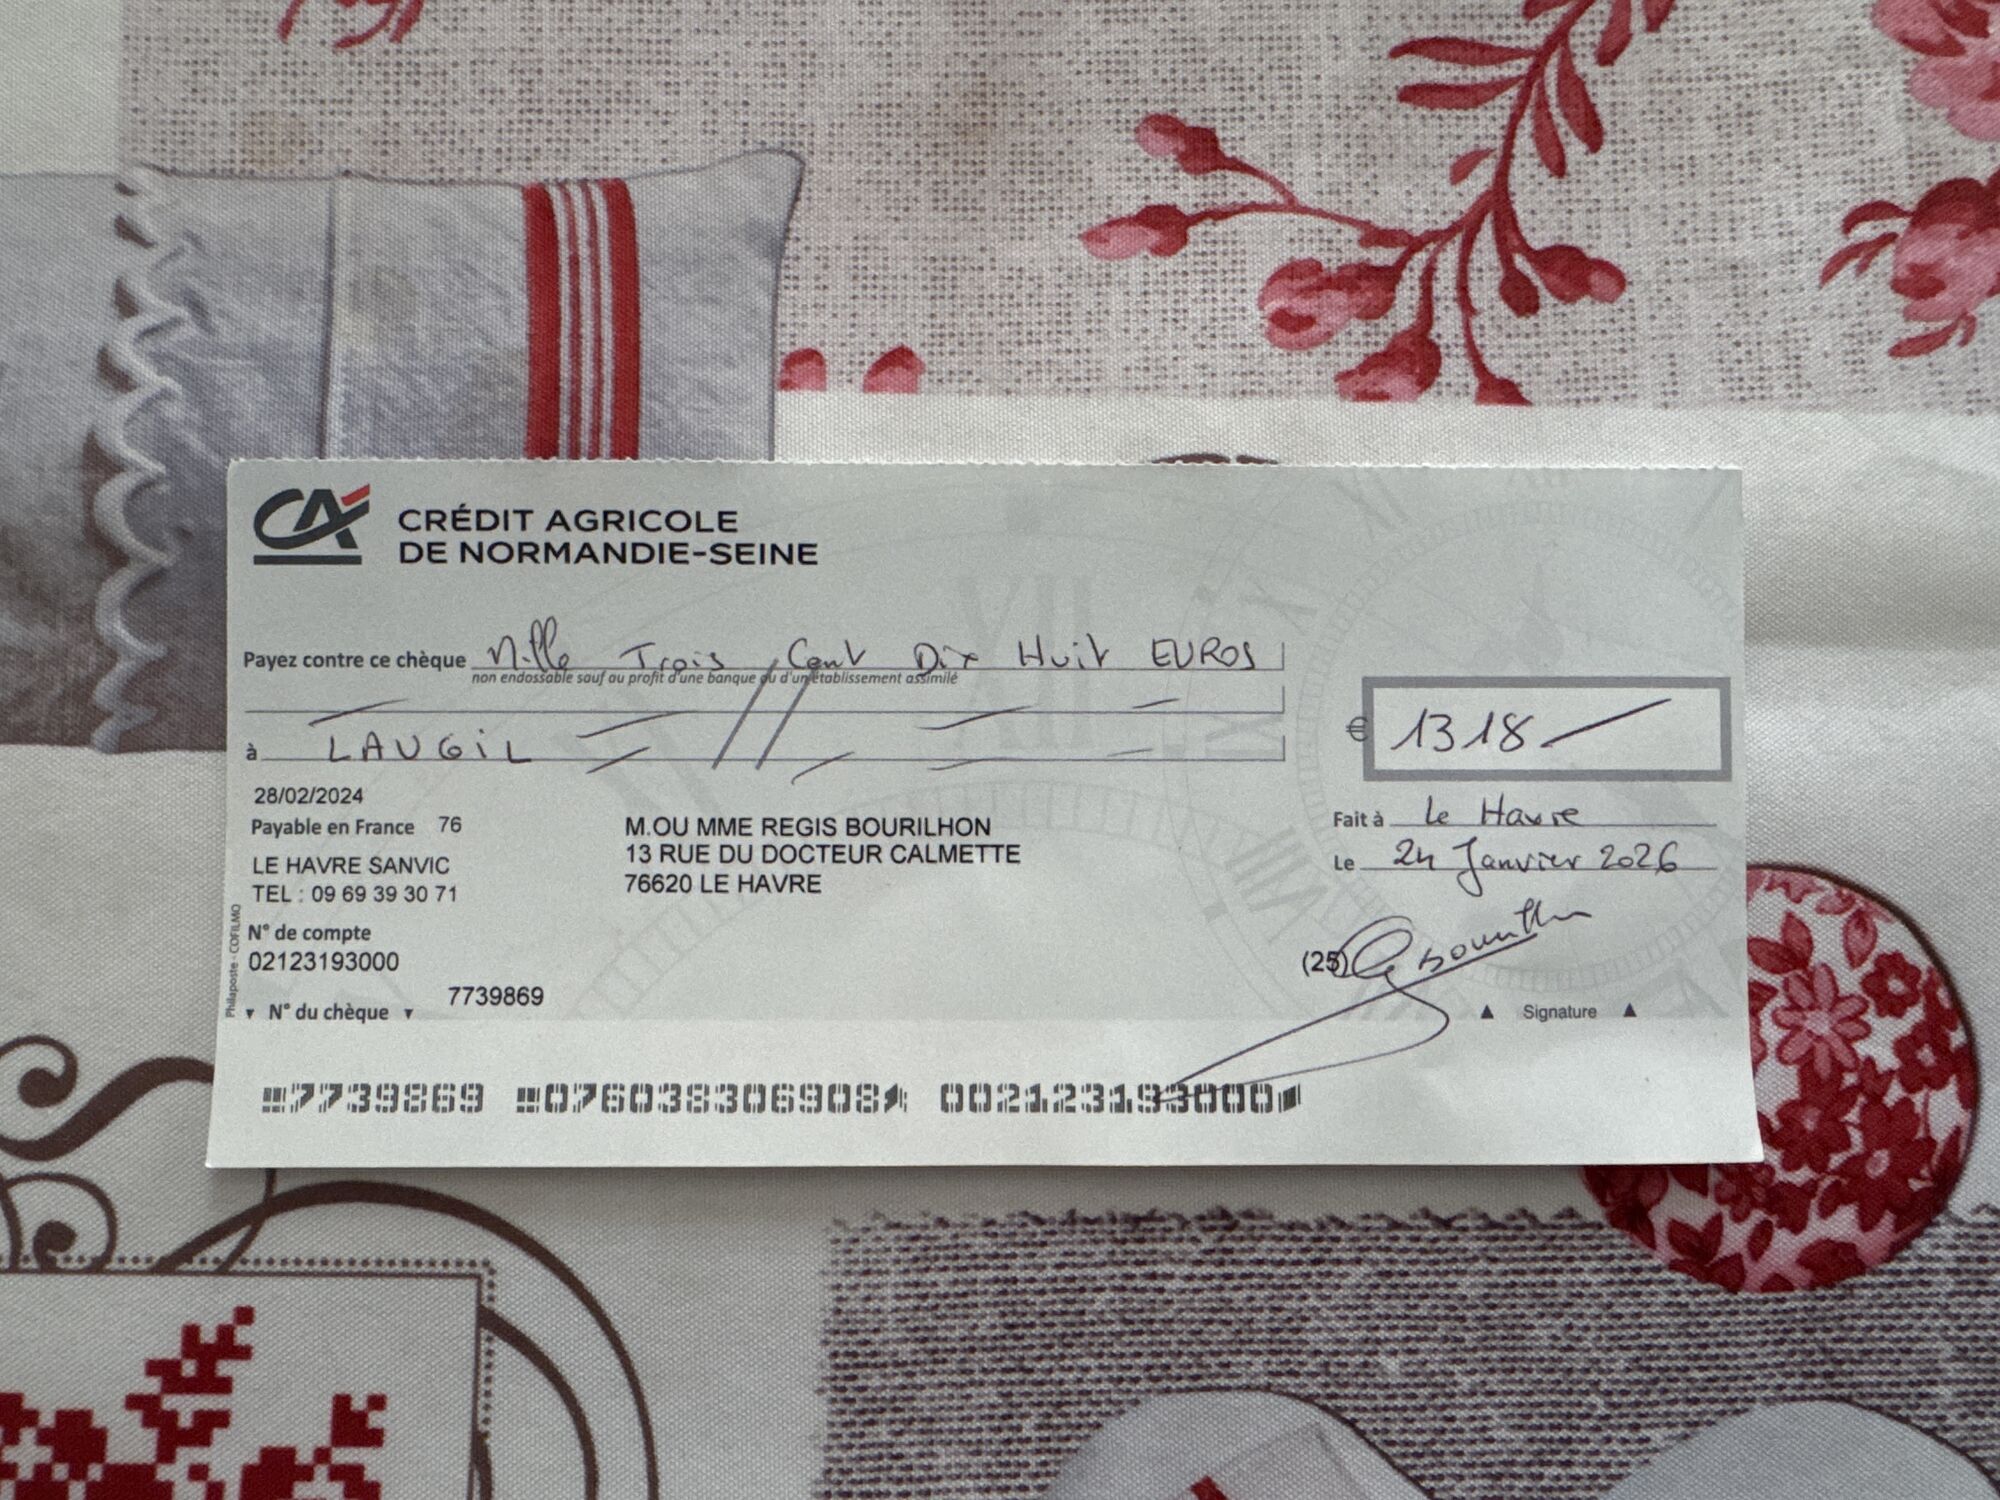 CA CRÉDIT AGRICOLE
DE NORMANDIE-SEINE
Payez contre ce chèque Mille Trois Cent Dix Huit EUROS
non endossable sauf au profit d'une banque ou d'un établissement assimilé
à LAUGIL
€ 1318
28/02/2024
Payable en France 76
LE HAVRE SANVIC
TEL : 09 69 39 30 71
M.OU MME REGIS BOURILHON
13 RUE DU DOCTEUR CALMETTE
76620 LE HAVRE
Fait à Le Havre
Le 24 Janvier 2026
N° de compte
02123193000
7739869
N° du chèque
(25)
Signature
Philaposte - COFILMO
7739869 076038306908 002123193000